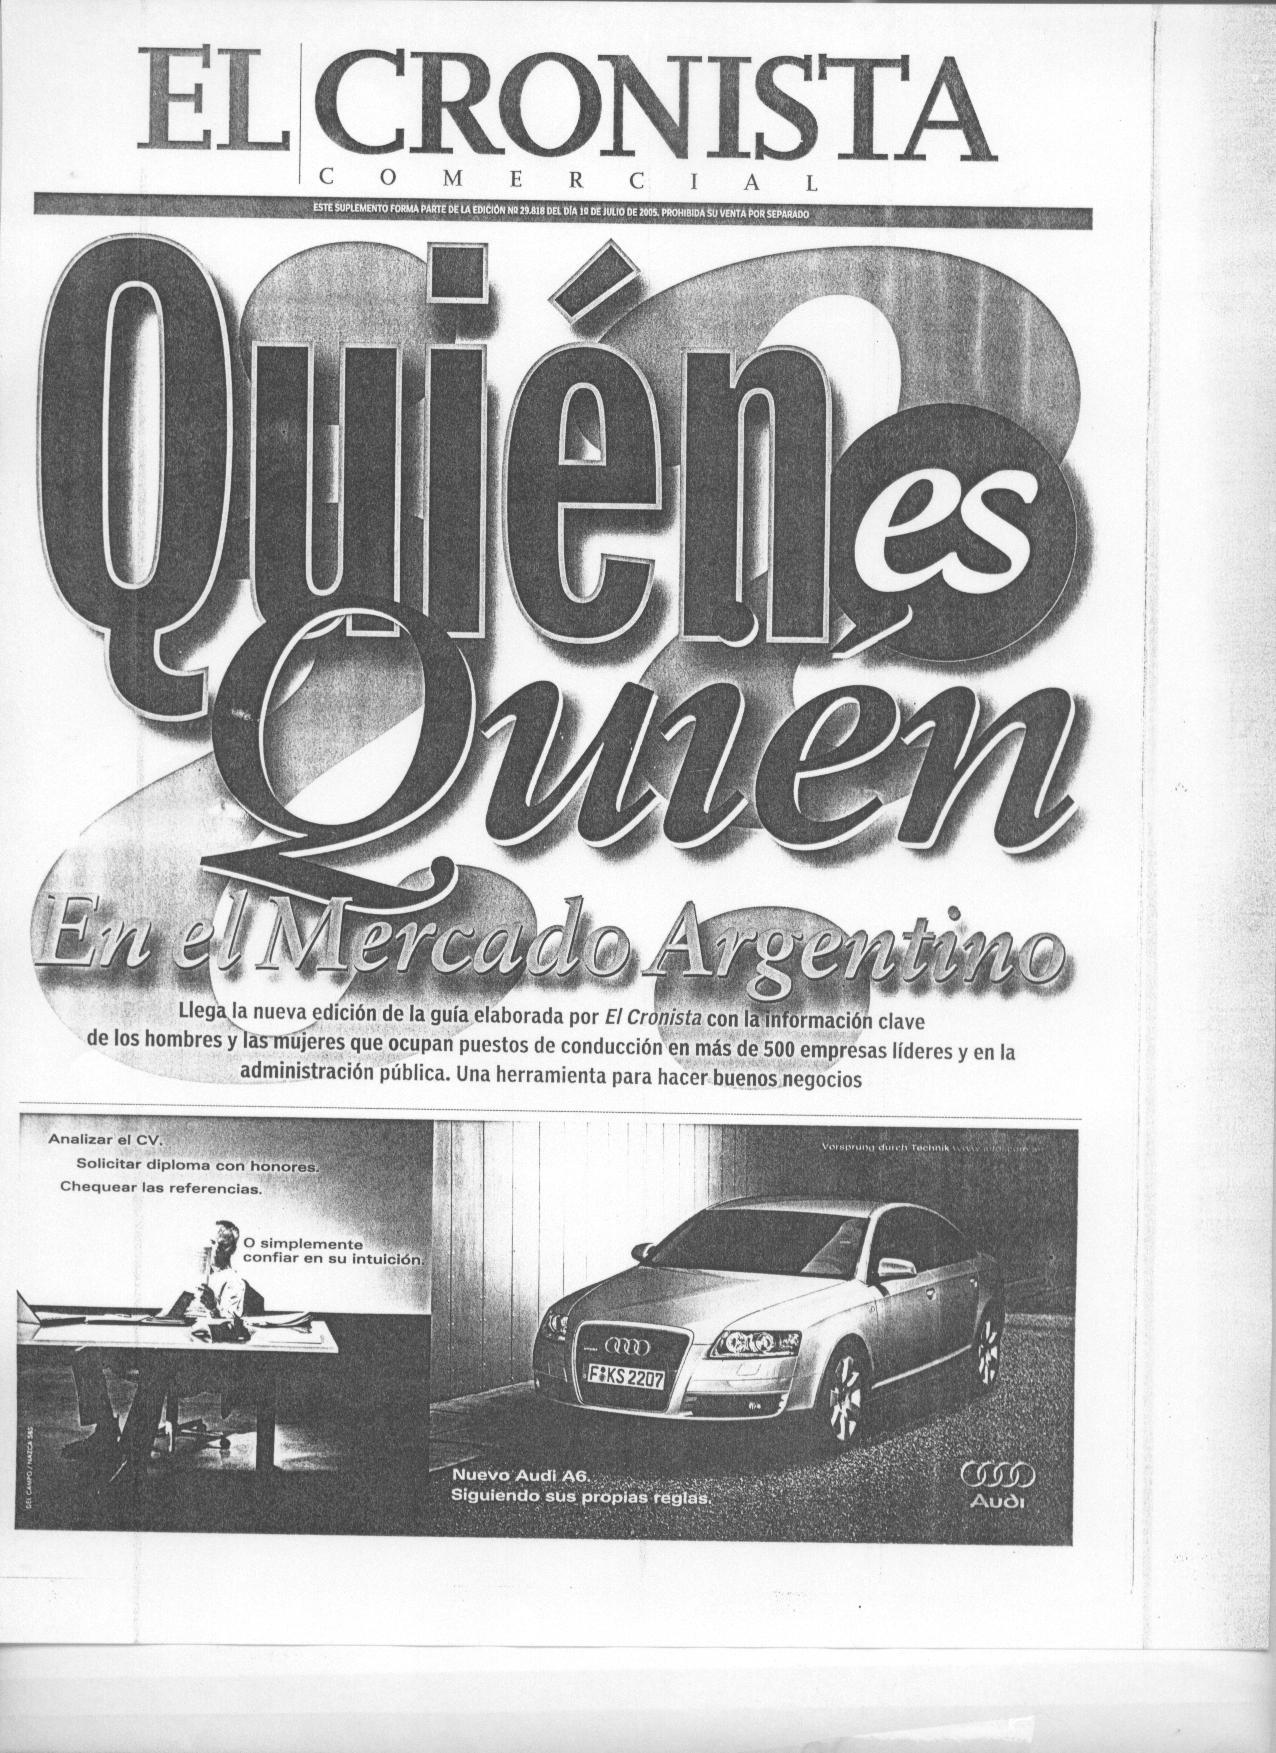 EL CRONISTA
COMERCIAL
ESTE SUPLEMENTO FORMA PARTE DE LA EDICIÓN Nº 29.818 DEL DÍA 1º DE JULIO DE 2005. PROHIBIDA SU VENTA POR SEPARADO
Quién es
Quién
En el Mercado Argentino
Llega la nueva edición de la guía elaborada por El Cronista con la información clave
de los hombres y las mujeres que ocupan puestos de conducción en más de 500 empresas líderes y en la
administración pública. Una herramienta para hacer buenos negocios
Analizar el CV.
Solicitar diploma con honores.
Chequear las referencias.
O simplemente
confiar en su intuición.
DEL CAMPO / NAZCA S&S
Vorsprung durch Technik
F KS 2207
Nuevo Audi A6.
Siguiendo sus propias reglas.
Audi